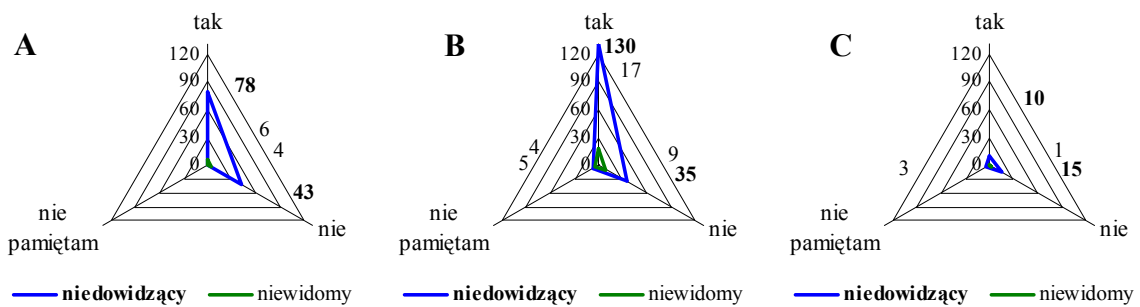 A
tak
120
90
60
30
0
78
6
4
43
nie
pamiętam
nie
niedowidzący
niewidomy
B
tak
120
90
60
30
0
130
17
4
5
9
35
nie
pamiętam
nie
niedowidzący
niewidomy
C
tak
120
90
60
30
0
10
1
15
3
nie
pamiętam
nie
niedowidzący
niewidomy